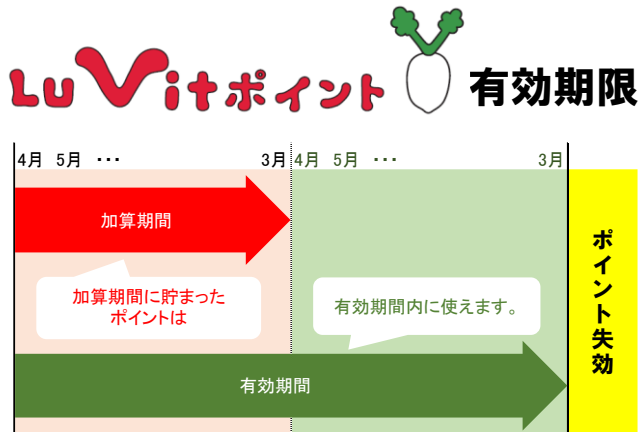 LuVitポイント 有効期限
4月 5月 ··· 3月 4月 5月 ··· 3月
加算期間
加算期間に貯まった
ポイントは
有効期間内に使えます。
有効期間
ポイント失効